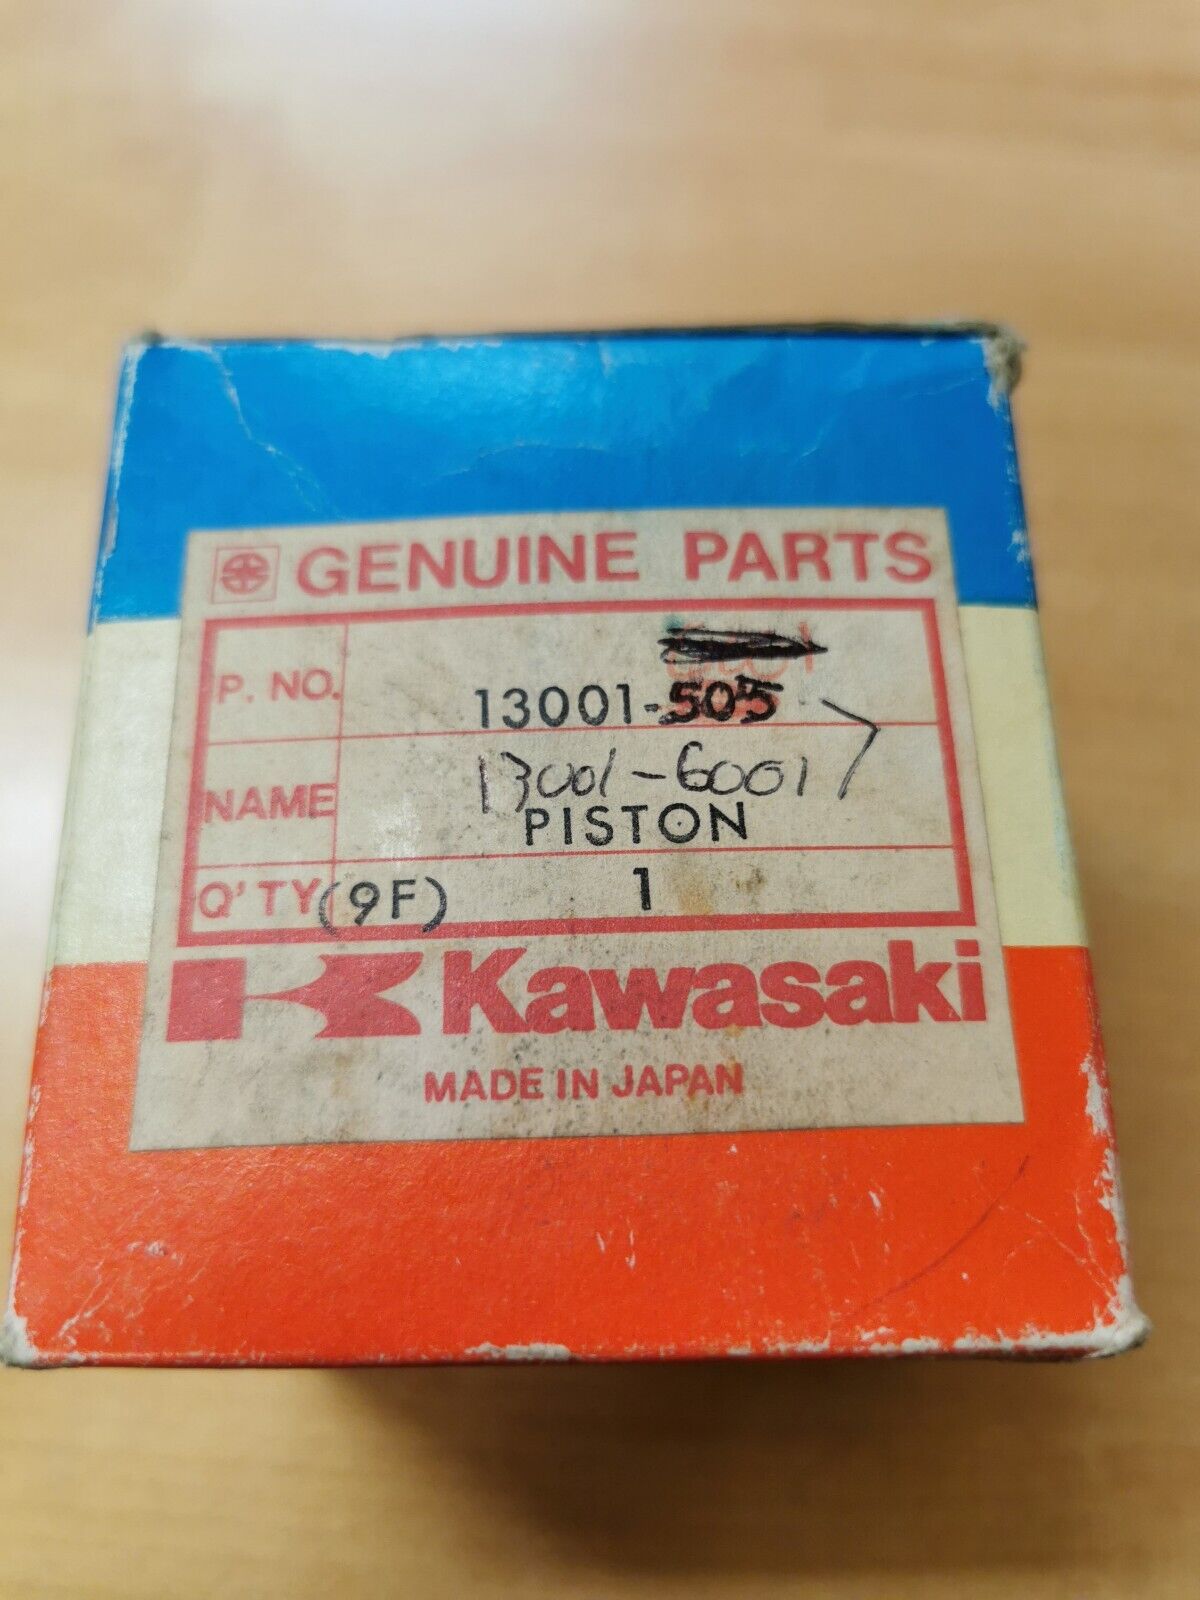 GENUINE PARTS
P. NO. 13001-505
13001-6001
NAME PISTON
Q'TY (9F) 1
Kawasaki
MADE IN JAPAN